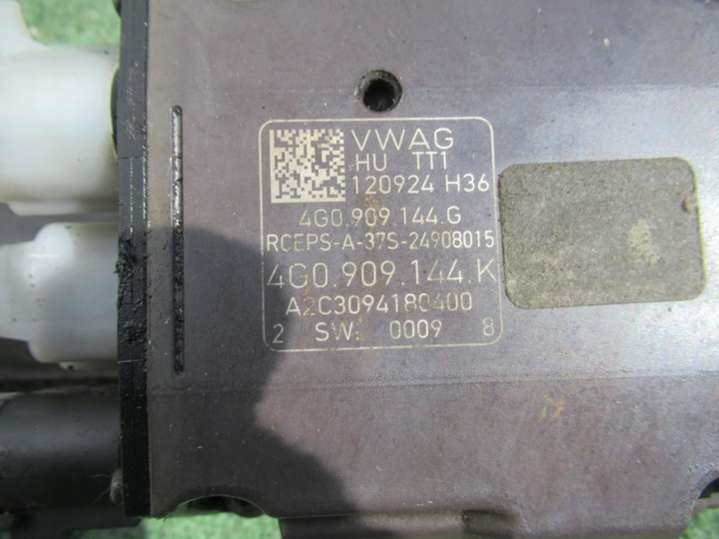 VWAG
HU TT1
120924 H36
4G0.909.144.G
RCEPS-A-37S-24908015
4G0.909.144.K
A2C3094180400
2 SW: 0009 8